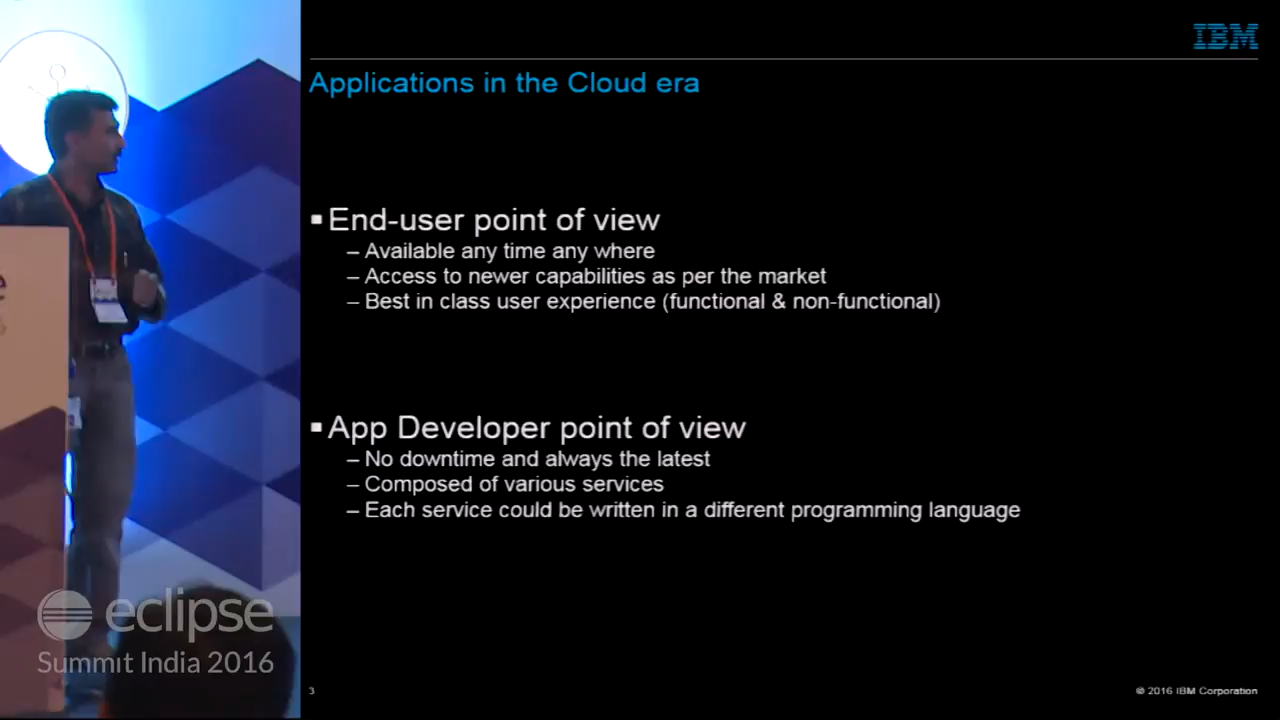 IBM
Applications in the Cloud era
▪ End-user point of view
– Available any time any where
– Access to newer capabilities as per the market
– Best in class user experience (functional & non-functional)
▪ App Developer point of view
– No downtime and always the latest
– Composed of various services
– Each service could be written in a different programming language
eclipse
Summit India 2016
3
© 2016 IBM Corporation